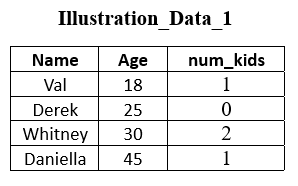 Illustration_Data_1
Name Age num_kids
Val 18 1
Derek 25 0
Whitney 30 2
Daniella 45 1